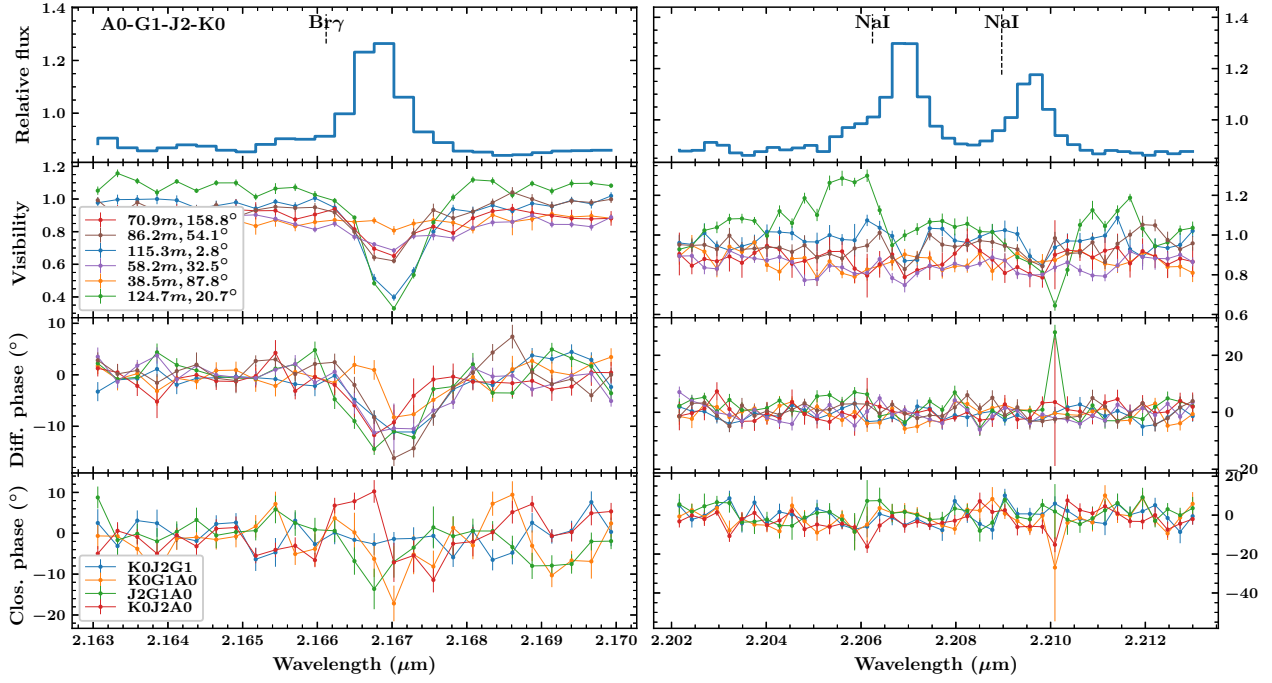 A0-G1-J2-K0
Brγ
NaI
NaI
Relative flux
1.4
1.2
1.0
1.4
1.2
1.0
Visibility
1.2
1.0
0.8
0.6
0.4
70.9m, 158.8°
86.2m, 54.1°
115.3m, 2.8°
58.2m, 32.5°
38.5m, 87.8°
124.7m, 20.7°
1.2
1.0
0.8
0.6
Diff. phase (°)
10
0
−10
20
0
−20
Clos. phase (°)
10
0
−10
−20
K0J2G1
K0G1A0
J2G1A0
K0J2A0
20
0
−20
−40
2.163 2.164 2.165 2.166 2.167 2.168 2.169 2.170
2.202 2.204 2.206 2.208 2.210 2.212
Wavelength (μm)
Wavelength (μm)